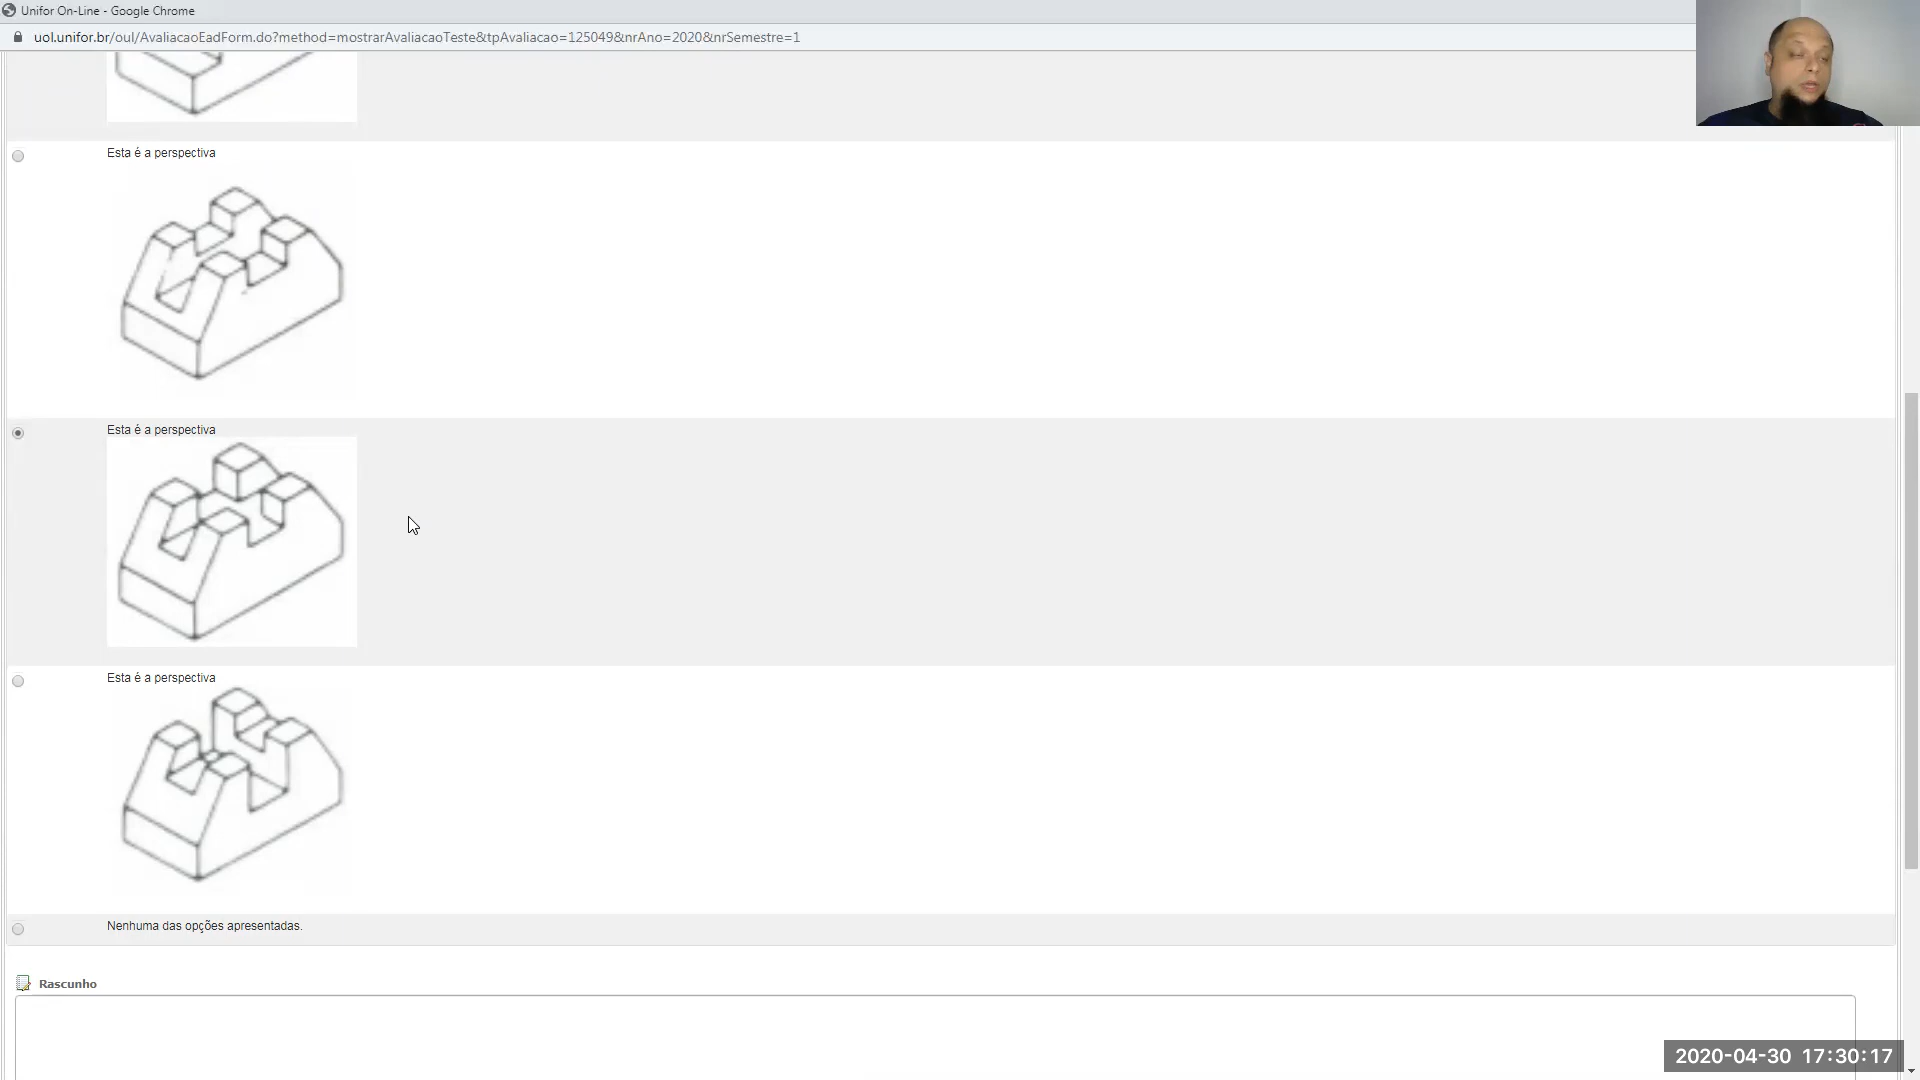 Unifor On-Line - Google Chrome
uol.unifor.br/oul/AvaliacaoEadForm.do?method=mostrarAvaliacaoTeste&tpAvaliacao=125049&nrAno=2020&nrSemestre=1
Esta é a perspectiva
Esta é a perspectiva
Esta é a perspectiva
Nenhuma das opções apresentadas.
Rascunho
2020-04-30 17:30:17